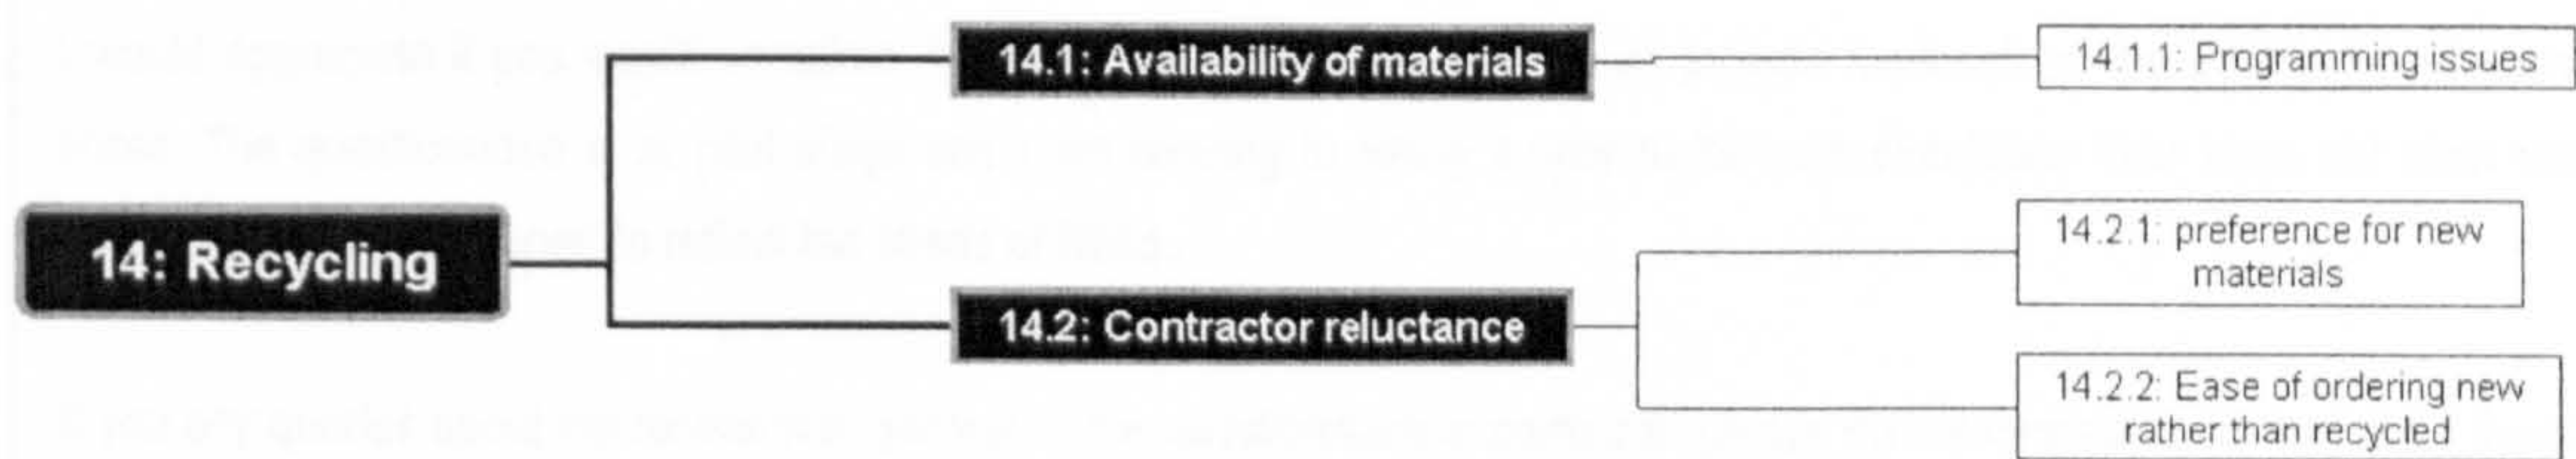 14: Recycling
14.1: Availability of materials
14.1.1: Programming issues
14.2: Contractor reluctance
14.2.1: preference for new
materials
14.2.2: Ease of ordering new
rather than recycled